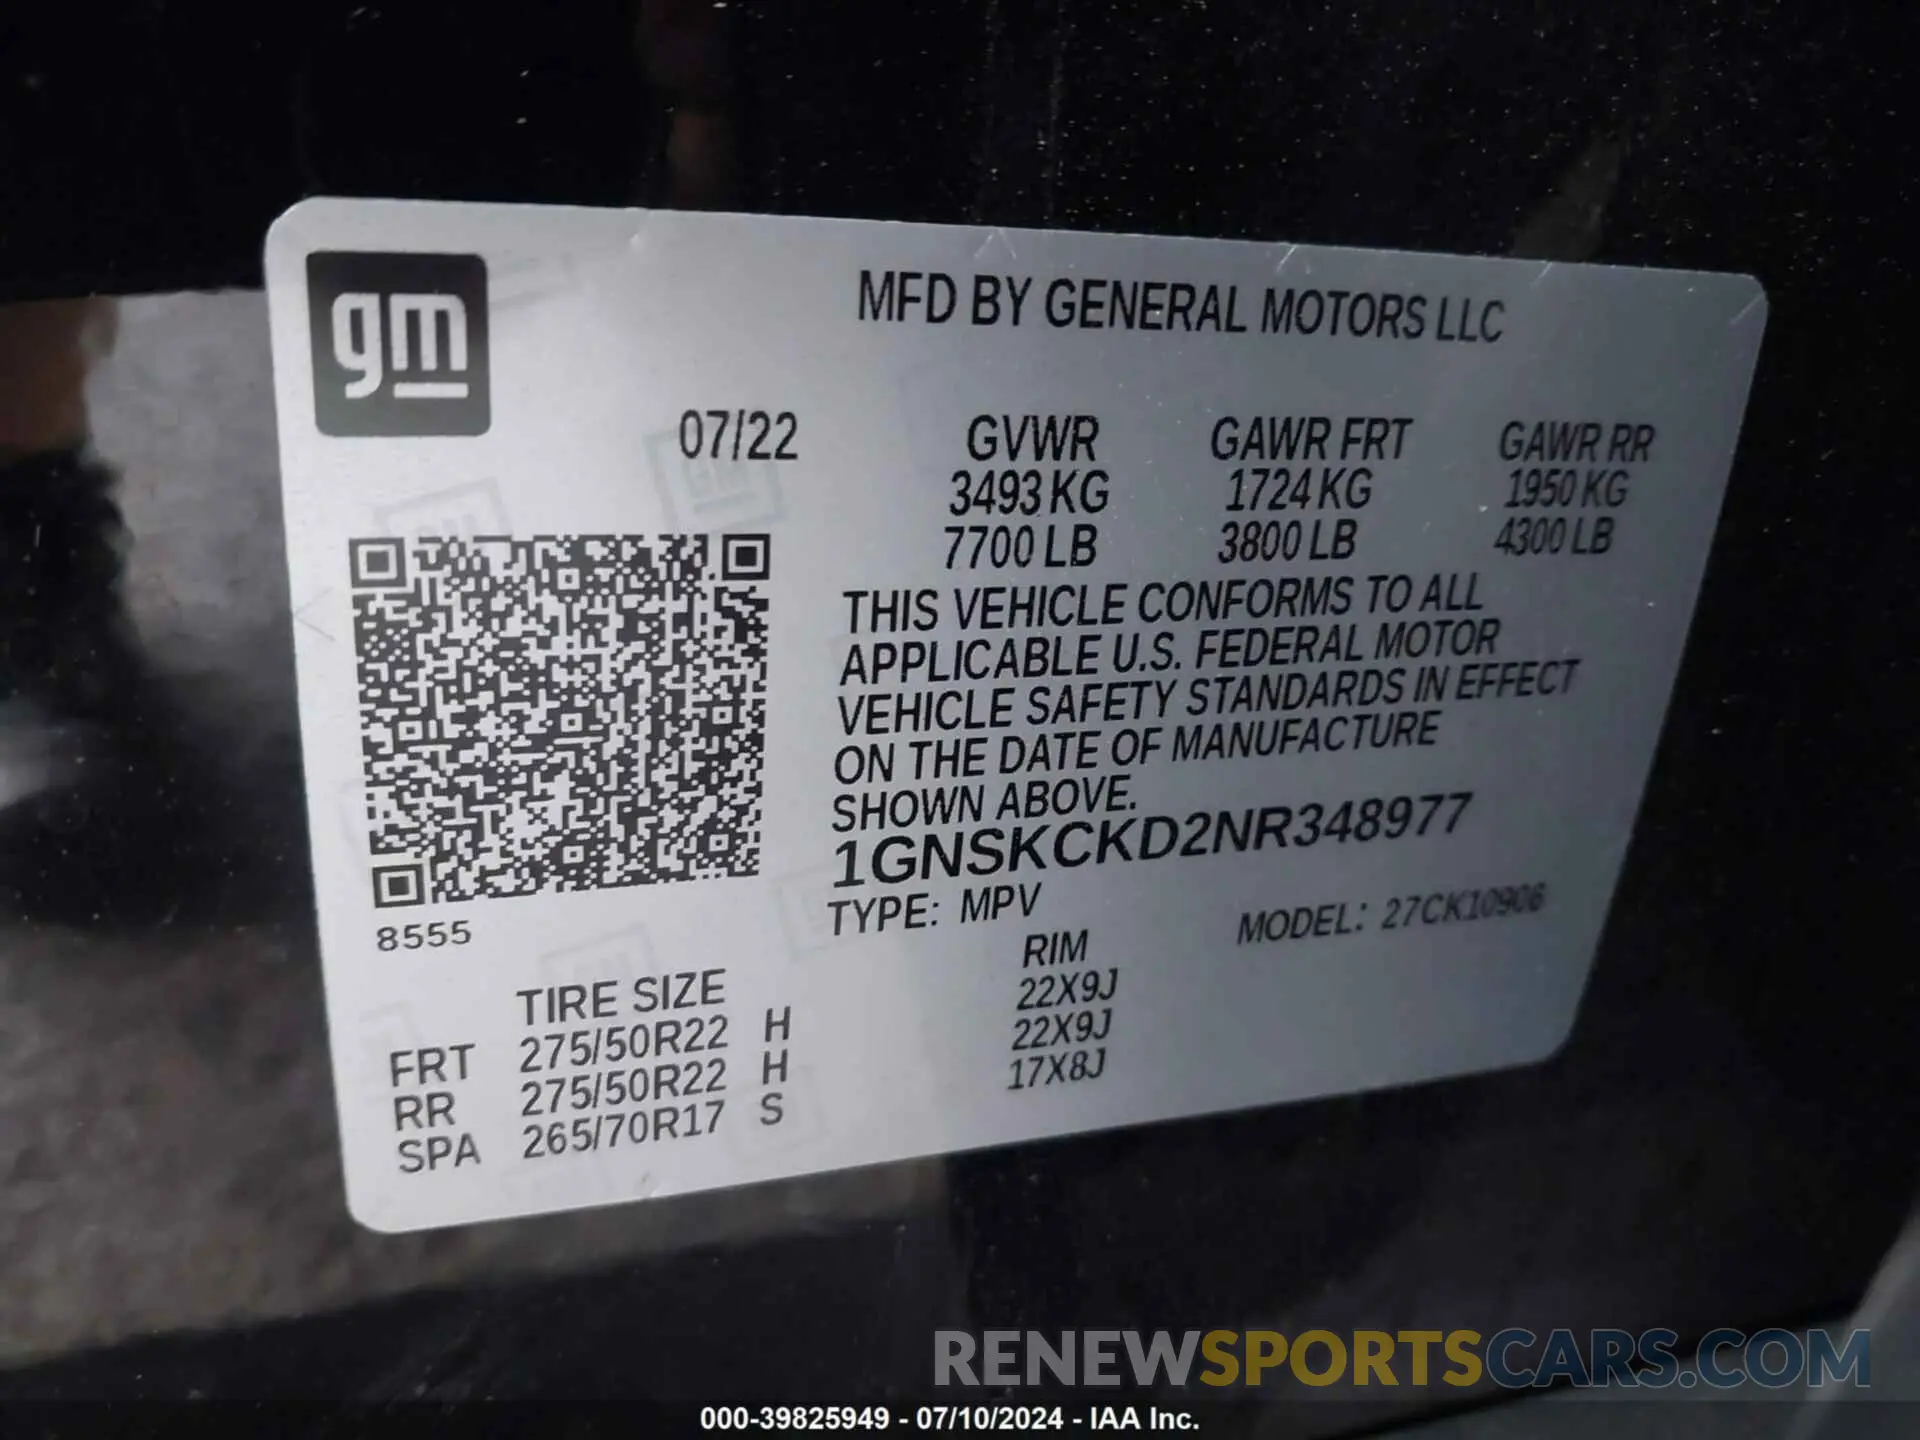 gm
MFD BY GENERAL MOTORS LLC
07/22 GVWR GAWR FRT GAWR RR
3493 KG 1724 KG 1950 KG
7700 LB 3800 LB 4300 LB
THIS VEHICLE CONFORMS TO ALL
APPLICABLE U.S. FEDERAL MOTOR
VEHICLE SAFETY STANDARDS IN EFFECT
ON THE DATE OF MANUFACTURE
SHOWN ABOVE.
1GNSKCKD2NR348977
TYPE: MPV MODEL: 27CK10906
8555
TIRE SIZE RIM
FRT 275/50R22 H 22X9J
RR 275/50R22 H 22X9J
SPA 265/70R17 S 17X8J
RENEWSPORTSCARS.COM
000-39825949 - 07/10/2024 - IAA Inc.